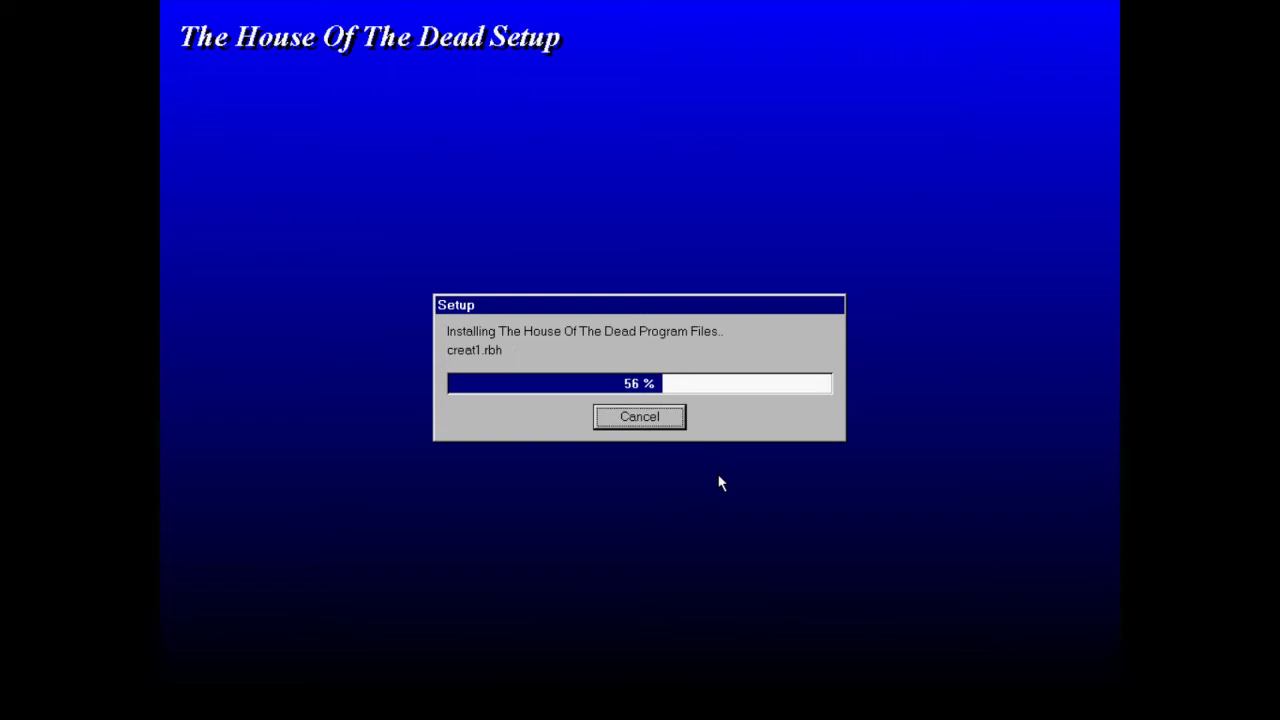 The House Of The Dead Setup
Setup
Installing The House Of The Dead Program Files..
creat1.rbh
56 %
Cancel